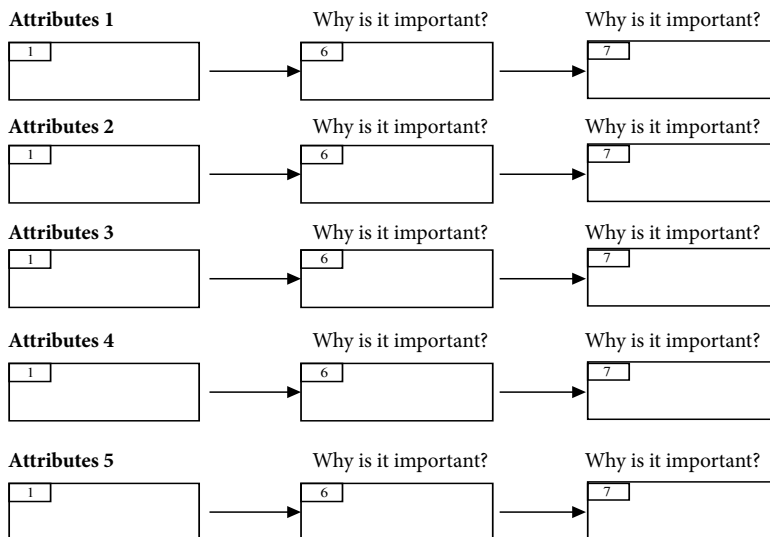 Attributes 1 Why is it important? Why is it important?
1 6 7
Attributes 2 Why is it important? Why is it important?
1 6 7
Attributes 3 Why is it important? Why is it important?
1 6 7
Attributes 4 Why is it important? Why is it important?
1 6 7
Attributes 5 Why is it important? Why is it important?
1 6 7